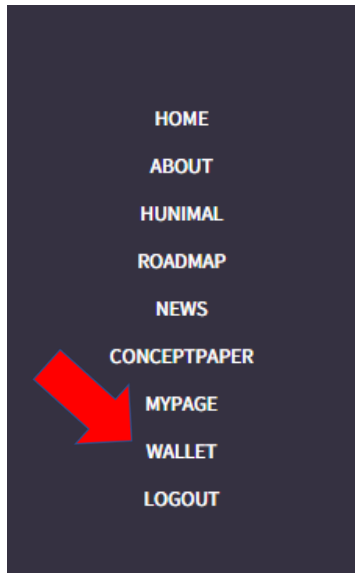 HOME
ABOUT
HUNIMAL
ROADMAP
NEWS
CONCEPTPAPER
MYPAGE
WALLET
LOGOUT